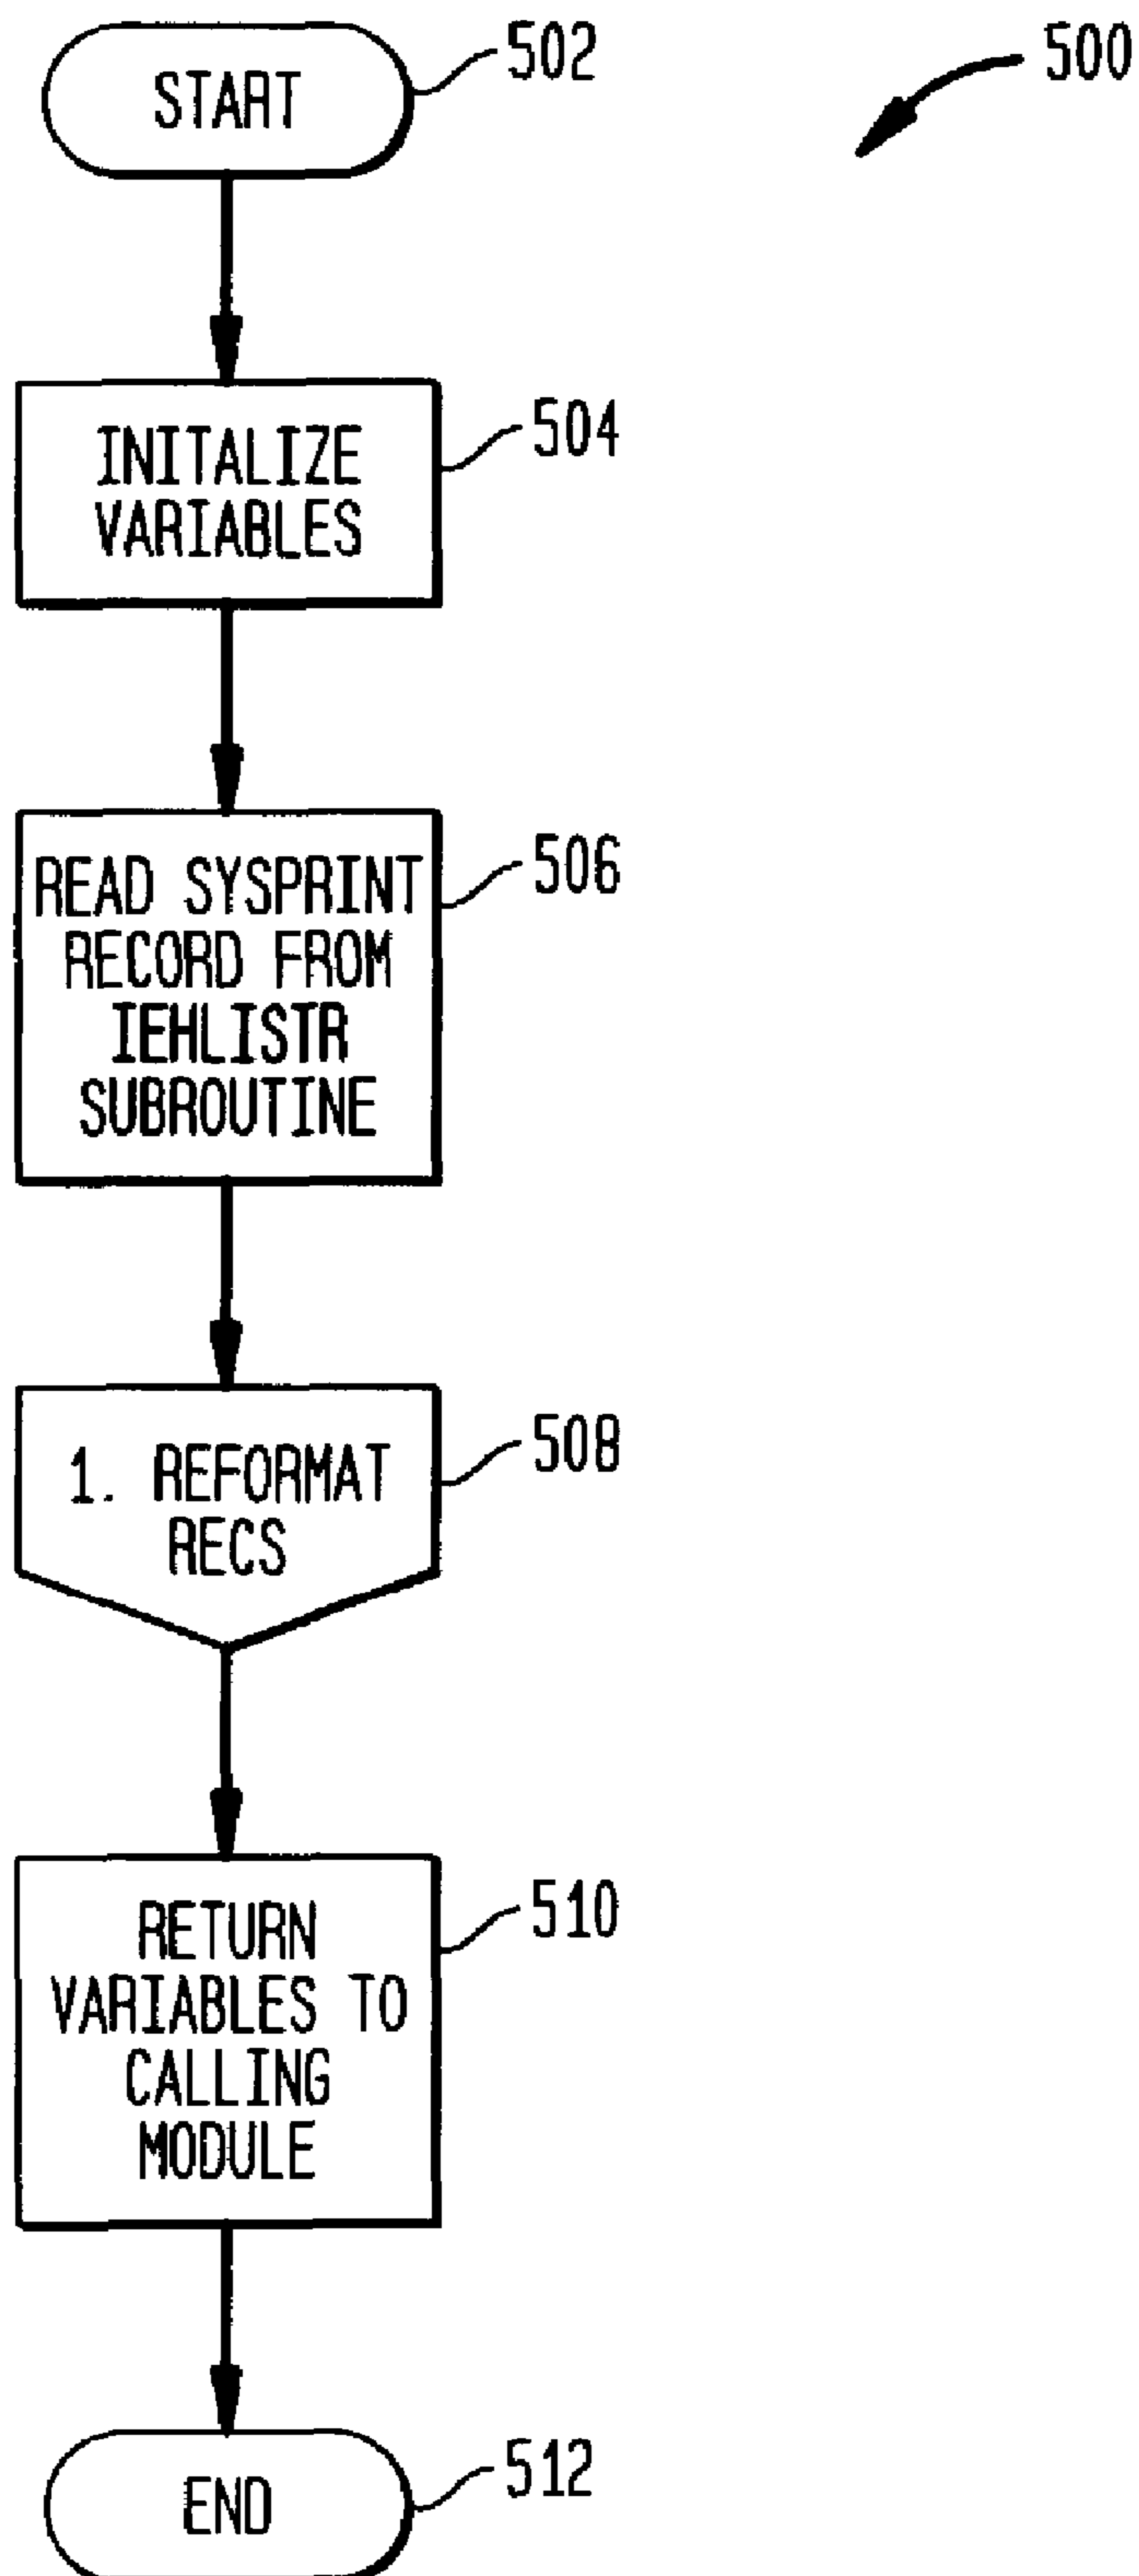 START
502
500
INITALIZE
VARIABLES
504
READ SYSPRINT
RECORD FROM
IEHLISTR
SUBROUTINE
506
1. REFORMAT
RECS
508
RETURN
VARIABLES TO
CALLING
MODULE
510
END
512